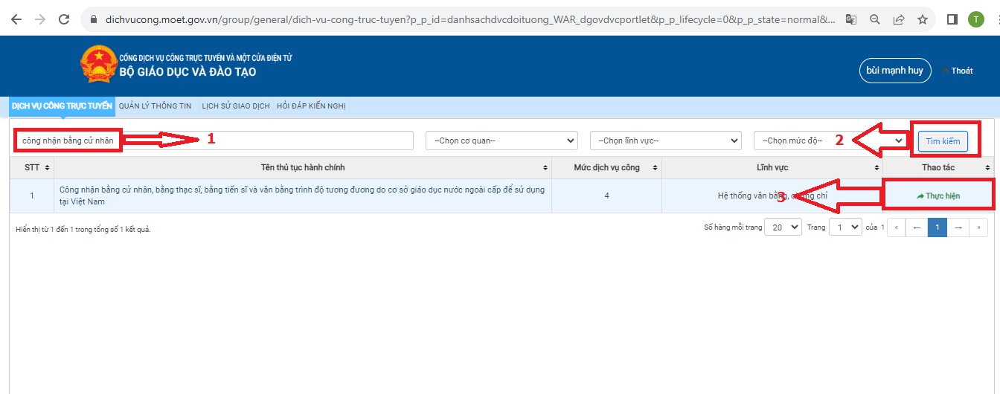 dichvucong.moet.gov.vn/group/general/dich-vu-cong-truc-tuyen?p_p_id=danhsachdvcdoituong_WAR_dgovdvcportlet&p_p_lifecycle=0&p_p_state=normal&...
T
CỔNG DỊCH VỤ CÔNG TRỰC TUYẾN VÀ MỘT CỬA ĐIỆN TỬ
BỘ GIÁO DỤC VÀ ĐÀO TẠO
bùi mạnh huy
Thoát
DỊCH VỤ CÔNG TRỰC TUYẾN QUẢN LÝ THÔNG TIN LỊCH SỬ GIAO DỊCH HỎI ĐÁP KIẾN NGHỊ
công nhận bằng cử nhân 1 --Chọn cơ quan-- --Chọn lĩnh vực-- --Chọn mức độ-- 2 Tìm kiếm
STT Tên thủ tục hành chính Mức dịch vụ công Lĩnh vực Thao tác
1 Công nhận bằng cử nhân, bằng thạc sĩ, bằng tiến sĩ và văn bằng trình độ tương đương do cơ sở giáo dục nước ngoài cấp để sử dụng
tại Việt Nam
4 Hệ thống văn bằng, chứng chỉ 3 Thực hiện
Hiển thị từ 1 đến 1 trong tổng số 1 kết quả.
Số hàng mỗi trang 20 Trang 1 của 1 « ← 1 → »